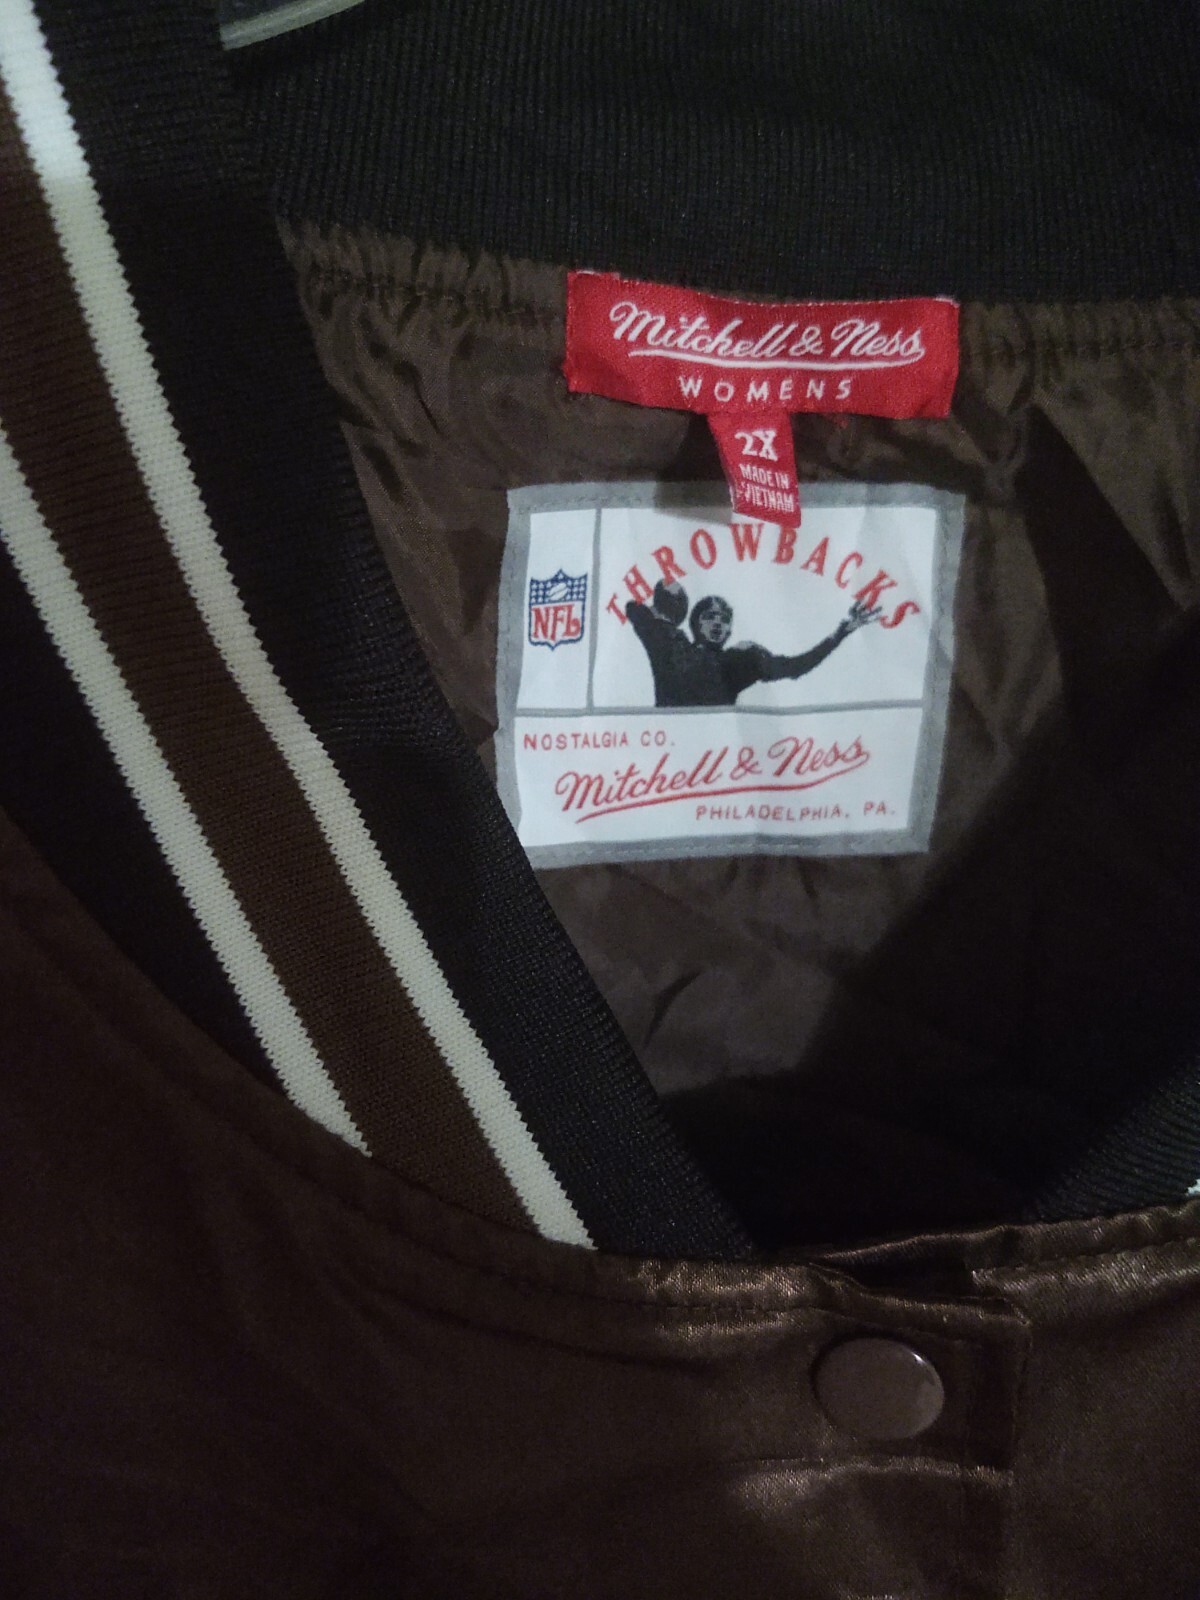 Mitchell & Ness
WOMENS
2X
MADE IN
VIETNAM
THROWBACKS
NFL
NOSTALGIA CO.
Mitchell & Ness
PHILADELPHIA, PA.